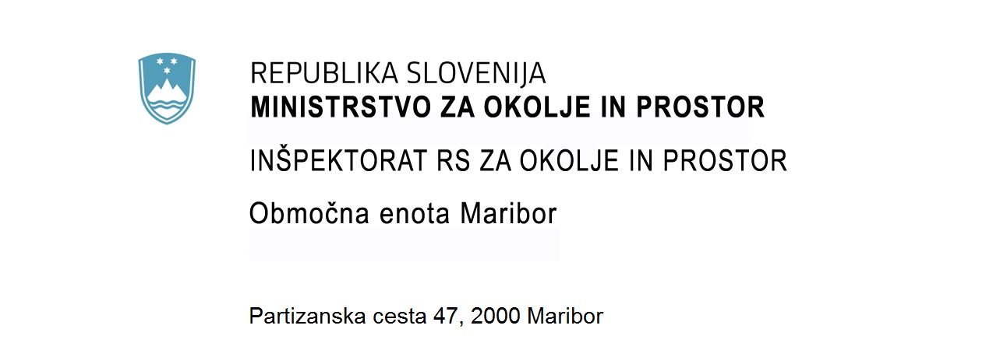 REPUBLIKA SLOVENIJA
MINISTRSTVO ZA OKOLJE IN PROSTOR
INŠPEKTORAT RS ZA OKOLJE IN PROSTOR
Območna enota Maribor
Partizanska cesta 47, 2000 Maribor